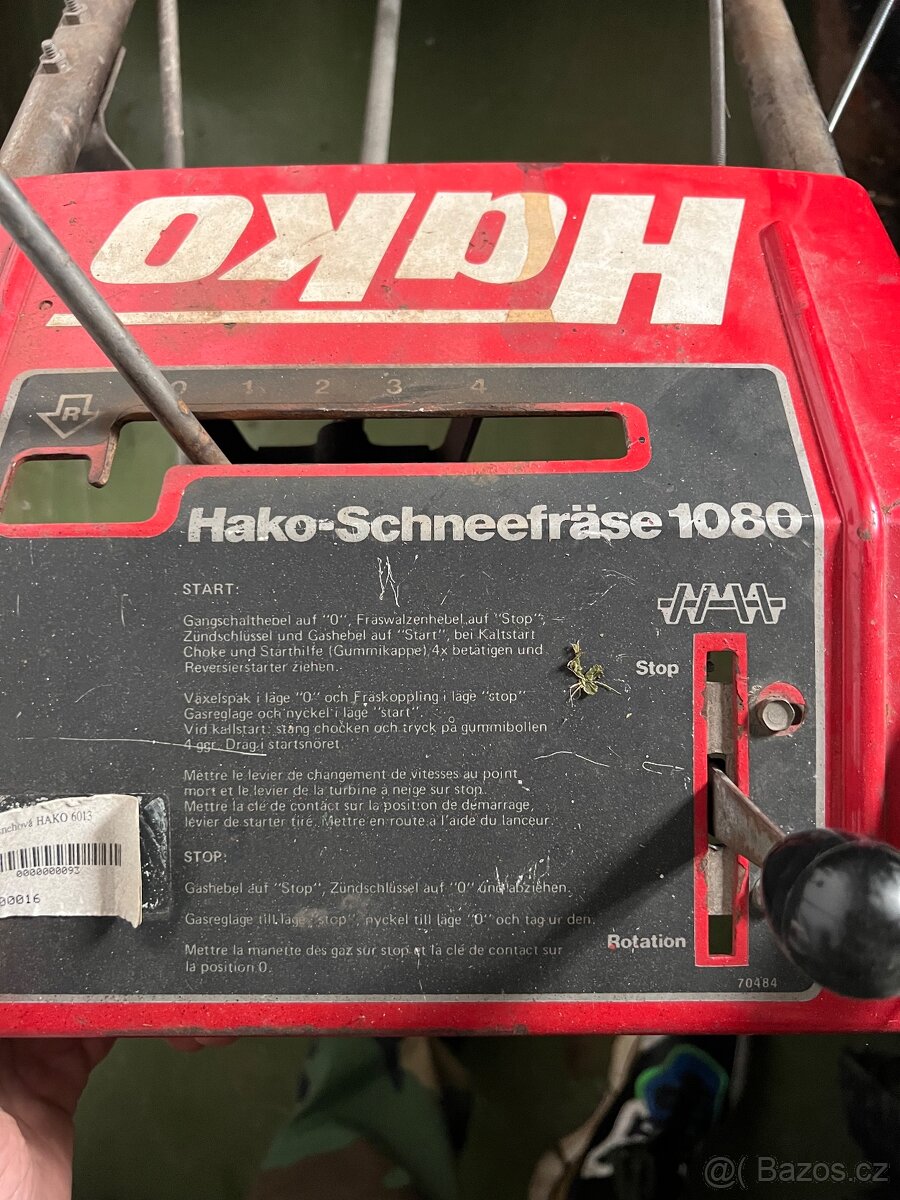 Hako
0 1 2 3 4
R
Hako-Schneefräse 1080
START:
Gangschalthebel auf "0", Fräswalzenhebel auf "Stop",
Zündschlüssel und Gashebel auf "Start", bei Kaltstart
Choke und Starthilfe (Gummikappe) 4x betätigen und
Reversierstarter ziehen.
Växelspak i läge "0" och Fräskoppling i läge "stop"
Gasreglage och nyckel i läge "start"
Vid kallstart: stäng chocken och tryck på gummibollen
4 ggr. Drag i startsnöret
Mettre le levier de changement de vitesses au point
mort et le levier de la turbine à neige sur stop.
Mettre la clé de contact sur la position de démarrage,
levier de starter tiré. Mettre en route à l'aide du lanceur.
STOP:
Gashebel auf "Stop", Zündschlüssel auf "0" und abziehen.
Gasreglage till läge "stop", nyckel till läge "0" och tag ur den.
Mettre la manette des gaz sur stop et la clé de contact sur
la position 0.
Stop
Rotation
70484
HAKO 6013
0000000093
00016
@( Bazos.cz